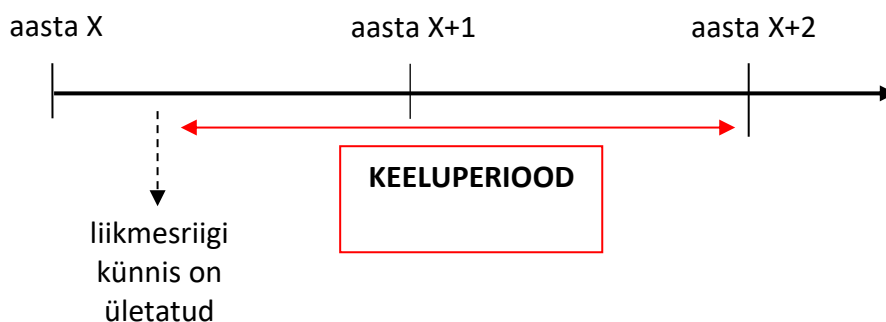 aasta X
aasta X+1
aasta X+2
KEELUPERIOOD
liikmesriigi
künnis on
ületatud